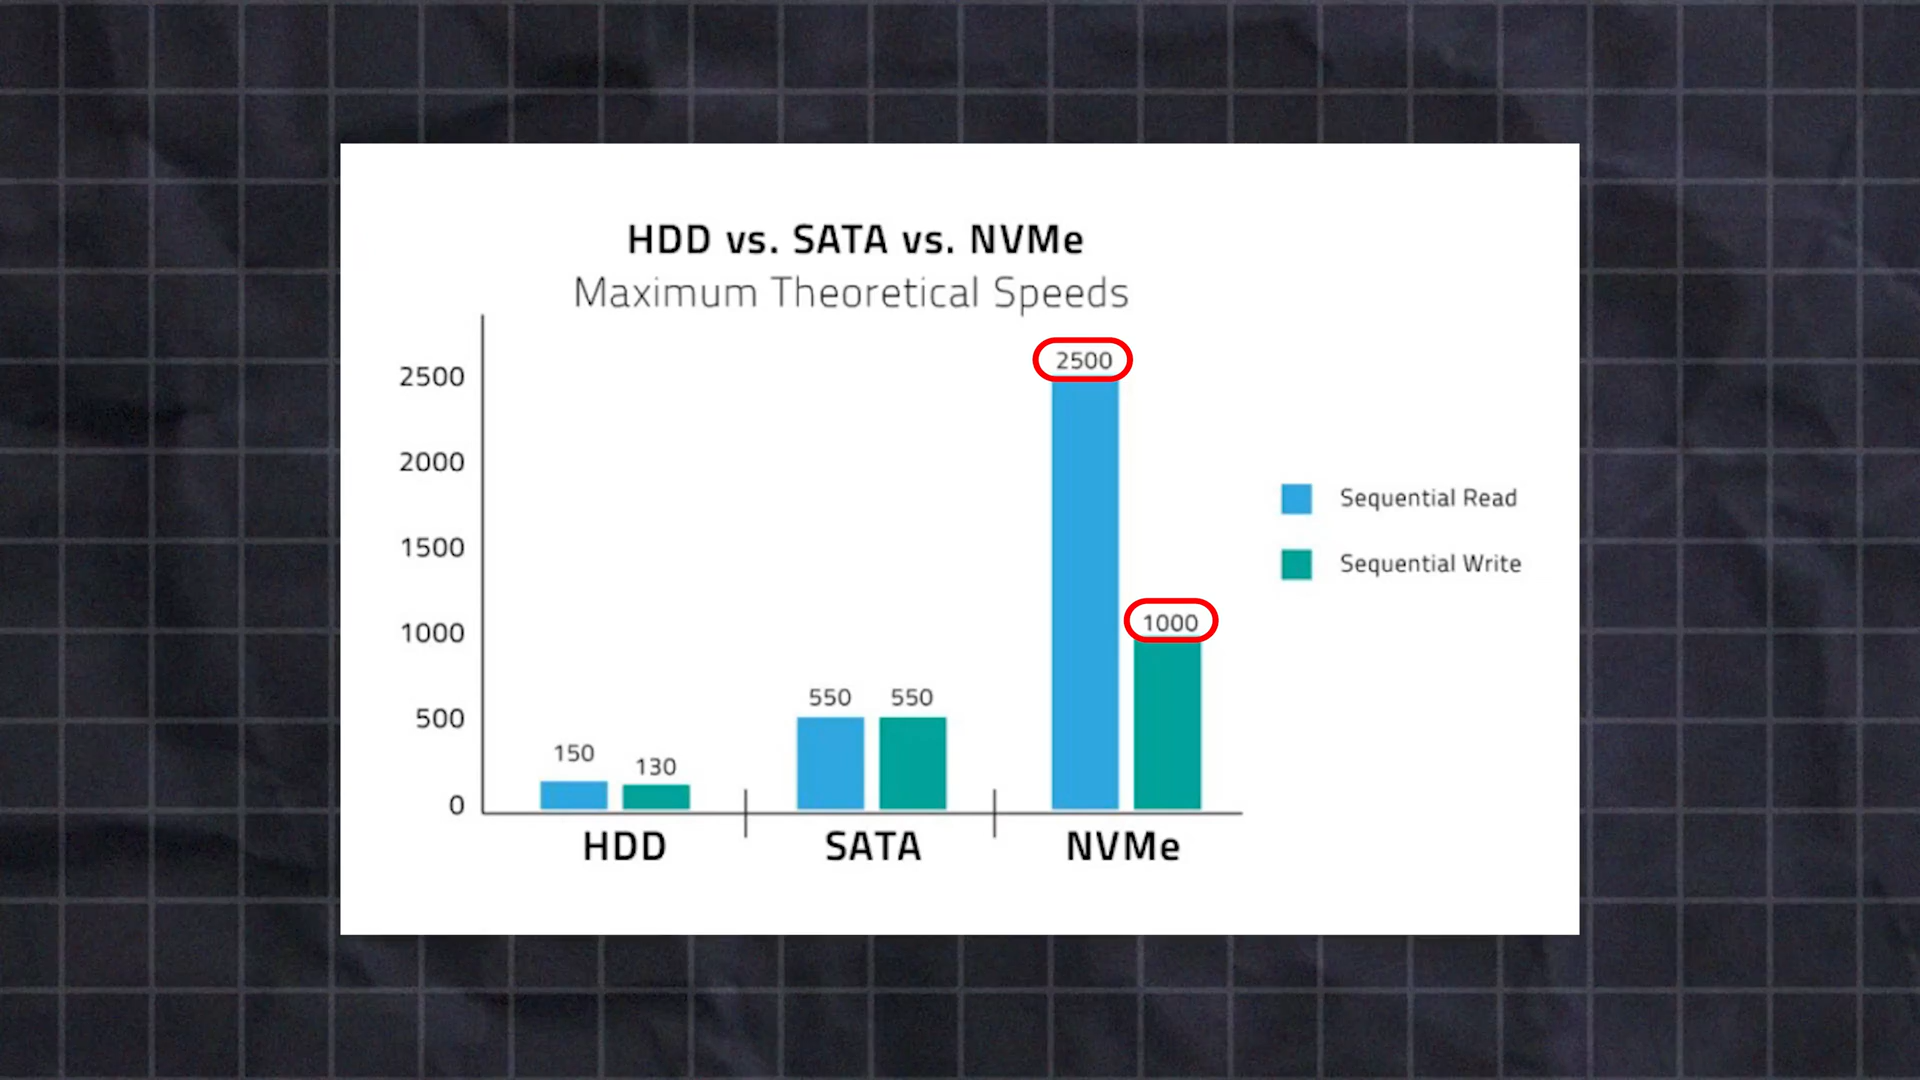 HDD vs. SATA vs. NVMe
Maximum Theoretical Speeds
2500
2000
1500
1000
500
0
150
130
550
550
2500
1000
HDD
SATA
NVMe
Sequential Read
Sequential Write